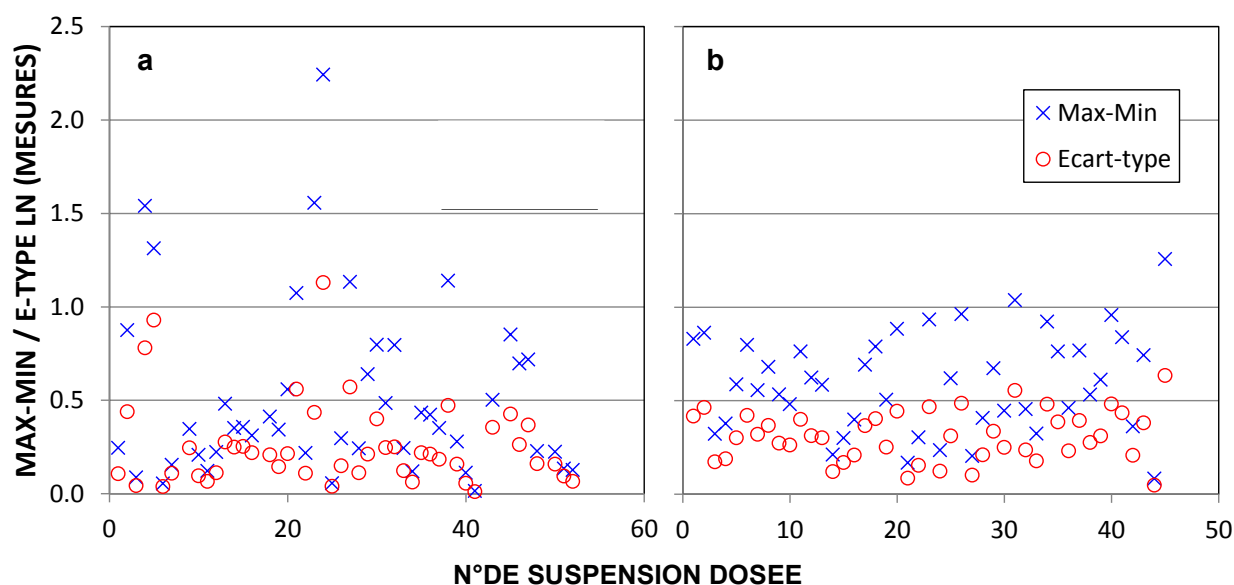 MAX-MIN / E-TYPE LN (MESURES)
2.5
2.0
1.5
1.0
0.5
0.0
a
0
20
40
60
b
Max-Min
Ecart-type
0
10
20
30
40
50
N°DE SUSPENSION DOSEE